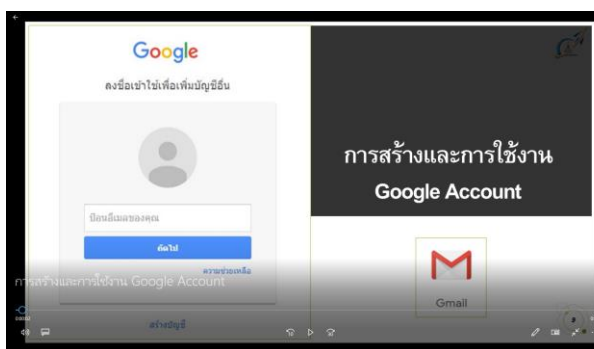 Google
ลงชื่อเข้าใช้เพื่อเพิ่มบัญชีอื่น
ป้อนอีเมลของคุณ
ถัดไป
ความช่วยเหลือ
สร้างบัญชี
การสร้างและการใช้งาน
Google Account
Gmail
การสร้างและการใช้งาน Google Account